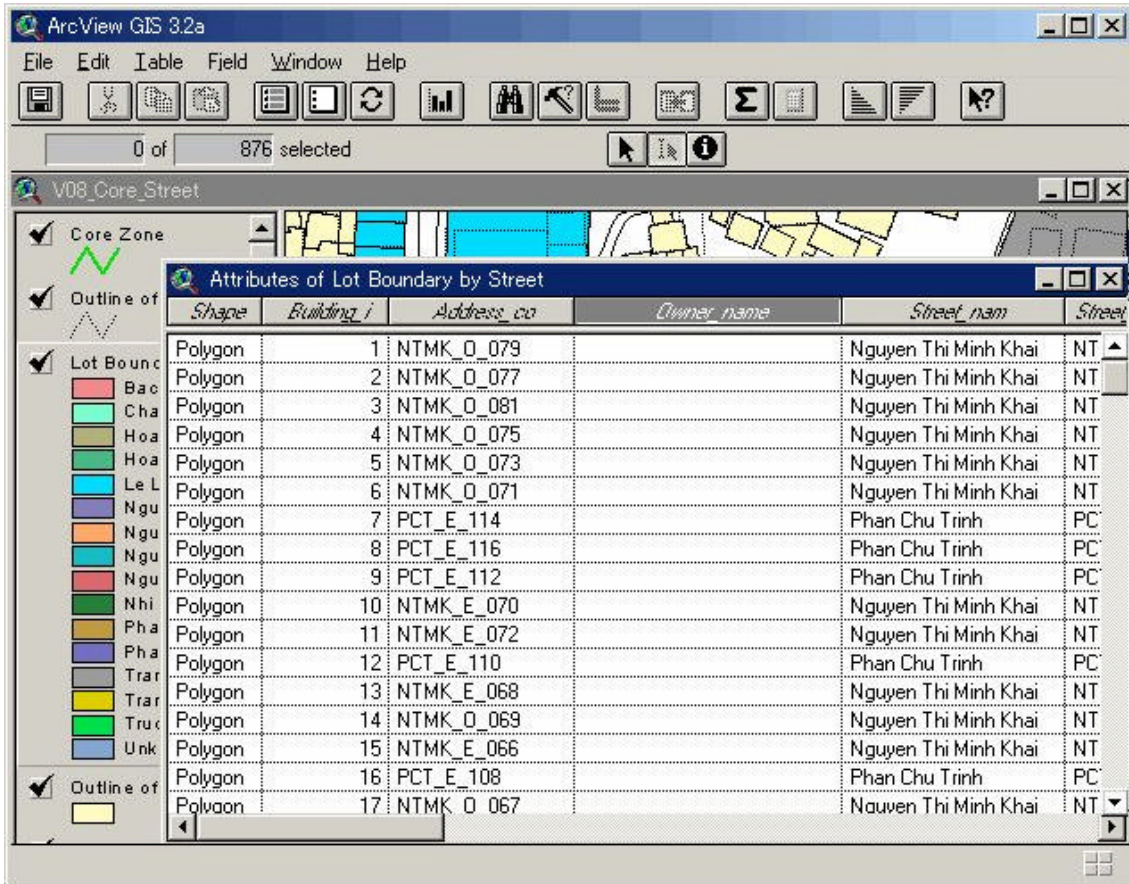 ArcView GIS 3.2a
File Edit Table Field Window Help
0 of 876 selected
V08_Core_Street
Core Zone
Outline of
Lot Bound
Bac
Cha
Hoa
Hoa
Le L
Ngu
Ngu
Ngu
Ngu
Nhi
Pha
Pha
Tran
Tran
Truc
Unk
Outline of
Attributes of Lot Boundary by Street
Shape Building_i Address_co Owner_name Street_nam Street
Polygon 1 NTMK_O_079 Nguyen Thi Minh Khai NT
Polygon 2 NTMK_O_077 Nguyen Thi Minh Khai NT
Polygon 3 NTMK_O_081 Nguyen Thi Minh Khai NT
Polygon 4 NTMK_O_075 Nguyen Thi Minh Khai NT
Polygon 5 NTMK_O_073 Nguyen Thi Minh Khai NT
Polygon 6 NTMK_O_071 Nguyen Thi Minh Khai NT
Polygon 7 PCT_E_114 Phan Chu Trinh PCT
Polygon 8 PCT_E_116 Phan Chu Trinh PCT
Polygon 9 PCT_E_112 Phan Chu Trinh PCT
Polygon 10 NTMK_E_070 Nguyen Thi Minh Khai NT
Polygon 11 NTMK_E_072 Nguyen Thi Minh Khai NT
Polygon 12 PCT_E_110 Phan Chu Trinh PCT
Polygon 13 NTMK_E_068 Nguyen Thi Minh Khai NT
Polygon 14 NTMK_O_069 Nguyen Thi Minh Khai NT
Polygon 15 NTMK_E_066 Nguyen Thi Minh Khai NT
Polygon 16 PCT_E_108 Phan Chu Trinh PCT
Polygon 17 NTMK_O_067 Nguyen Thi Minh Khai NT